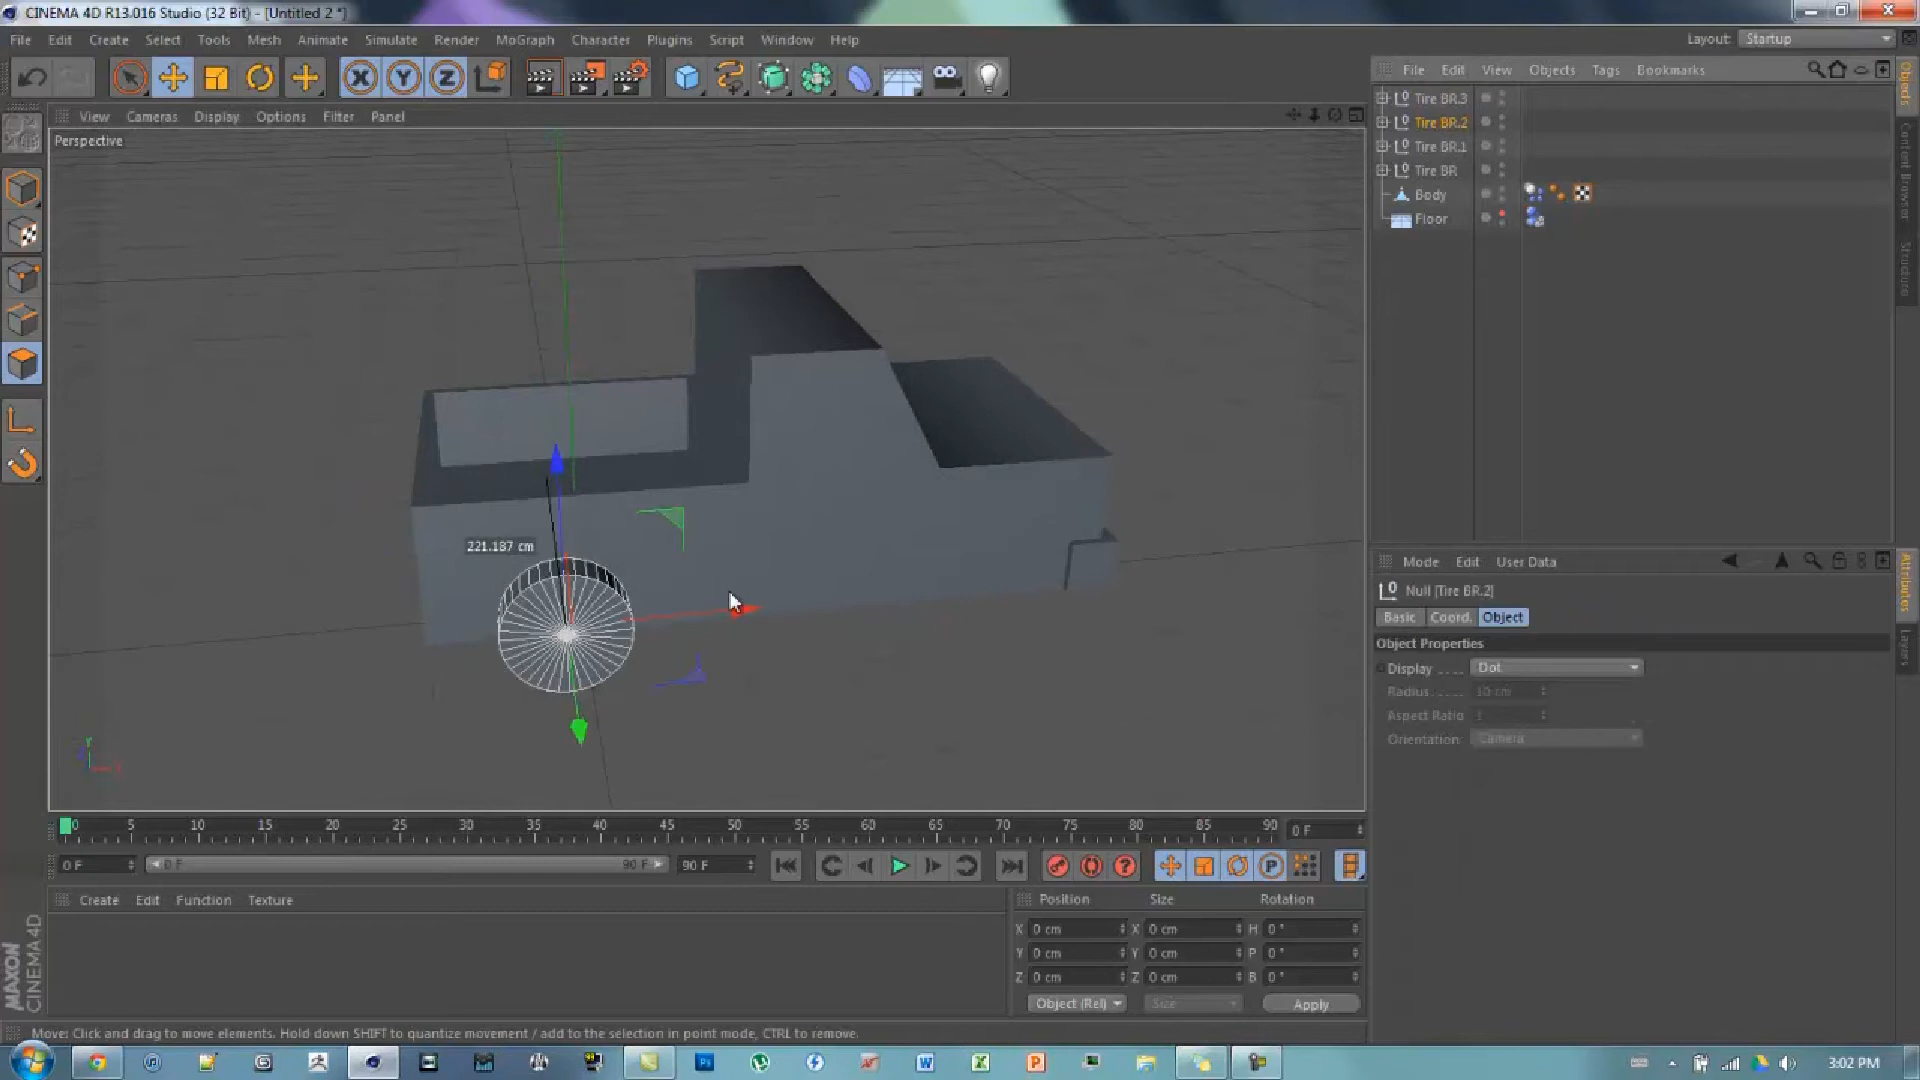 CINEMA 4D R13.016 Studio (32 Bit) - [Untitled 2 *]
File Edit Create Select Tools Mesh Animate Simulate Render MoGraph Character Plugins Script Window Help
Layout: Startup
File Edit View Objects Tags Bookmarks
View Cameras Display Options Filter Panel
Perspective
Tire BR.3
Tire BR.2
Tire BR.1
Tire BR
Body
Floor
Objects
Content Browser
Structure
221.187 cm
Mode Edit User Data
Null [Tire BR.2]
Basic Coord. Object
Object Properties
Display Dot
Radius 10 cm
Aspect Ratio 1
Orientation: Camera
Attributes
Layers
0 5 10 15 20 25 30 35 40 45 50 55 60 65 70 75 80 85 90 0 F
0 F 0 F 90 F 90 F
Create Edit Function Texture
Position Size Rotation
X 0 cm X 0 cm H 0 °
Y 0 cm Y 0 cm P 0 °
Z 0 cm Z 0 cm B 0 °
Object (Rel) Size Apply
MAXON
CINEMA4D
Move: Click and drag to move elements. Hold down SHIFT to quantize movement / add to the selection in point mode, CTRL to remove.
3:02 PM